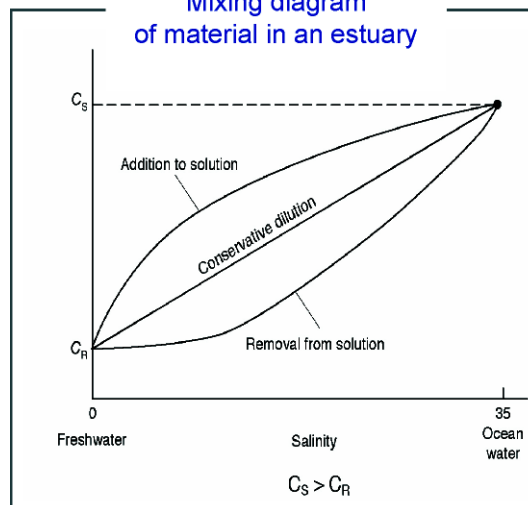 Mixing diagram
of material in an estuary
C_S
Addition to solution
Conservative dilution
C_R
Removal from solution
0
35
Freshwater
Salinity
Ocean
water
C_S > C_R